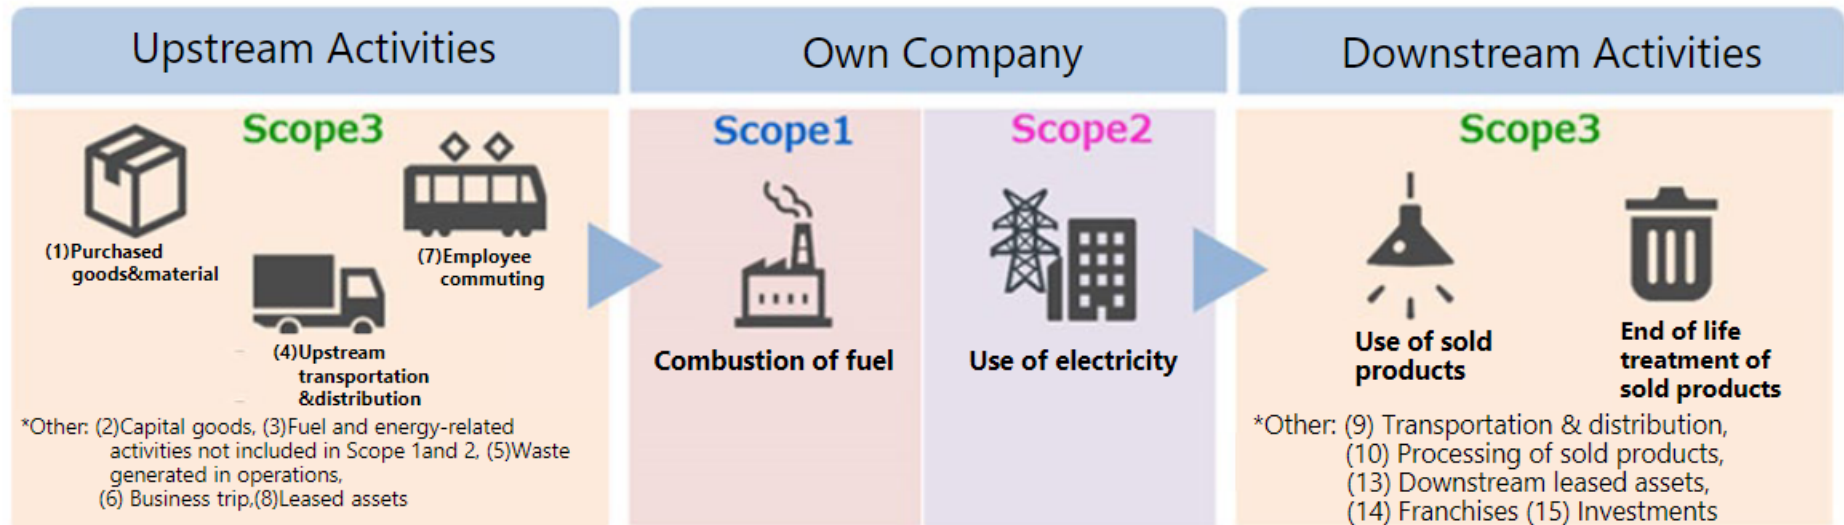 Upstream Activities
Own Company
Downstream Activities
Scope3
(1)Purchased
goods&material
(7)Employee
commuting
(4)Upstream
transportation
&distribution
*Other: (2)Capital goods, (3)Fuel and energy-related
activities not included in Scope 1and 2, (5)Waste
generated in operations,
(6) Business trip,(8)Leased assets
Scope1
Combustion of fuel
Scope2
Use of electricity
Scope3
Use of sold
products
End of life
treatment of
sold products
*Other: (9) Transportation & distribution,
(10) Processing of sold products,
(13) Downstream leased assets,
(14) Franchises (15) Investments